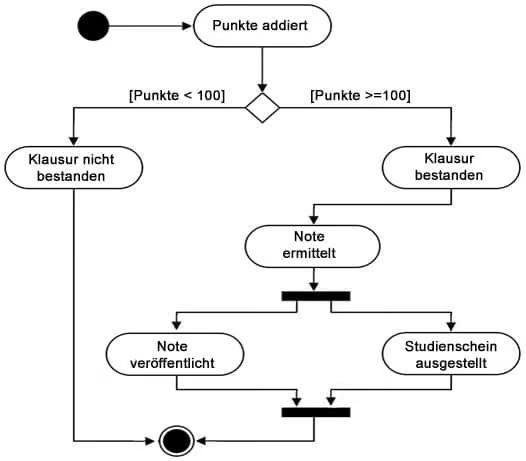 Punkte addiert
[Punkte < 100]
[Punkte >=100]
Klausur nicht
bestanden
Klausur
bestanden
Note
ermittelt
Note
veröffentlicht
Studienschein
ausgestellt